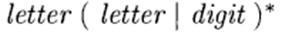 letter ( letter | digit )*